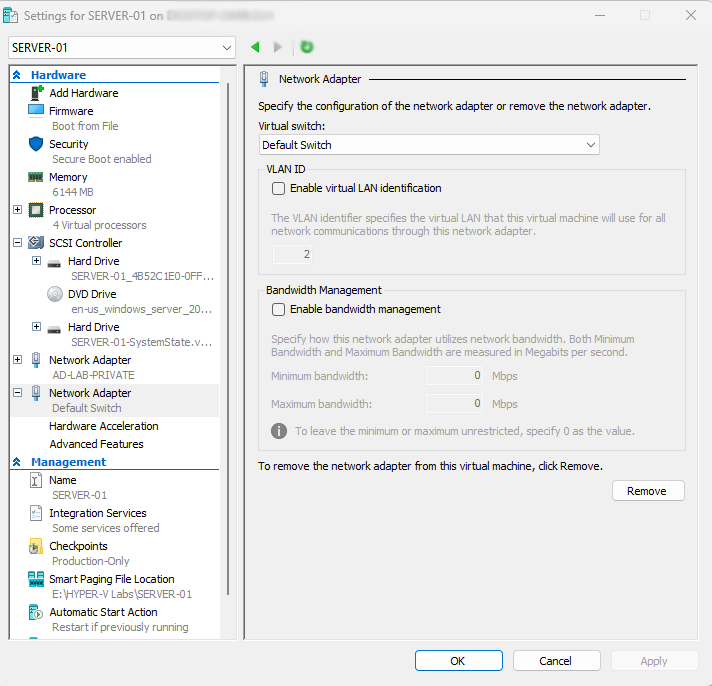 Settings for SERVER-01 on
SERVER-01
Hardware
Add Hardware
Firmware
Boot from File
Security
Secure Boot enabled
Memory
6144 MB
Processor
4 Virtual processors
SCSI Controller
Hard Drive
SERVER-01_4B52C1E0-0FF...
DVD Drive
en-us_windows_server_20...
Hard Drive
SERVER-01-SystemState.v...
Network Adapter
AD-LAB-PRIVATE
Network Adapter
Default Switch
Hardware Acceleration
Advanced Features
Management
Name
SERVER-01
Integration Services
Some services offered
Checkpoints
Production-Only
Smart Paging File Location
E:\HYPER-V Labs\SERVER-01
Automatic Start Action
Restart if previously running
Network Adapter
Specify the configuration of the network adapter or remove the network adapter.
Virtual switch:
Default Switch
VLAN ID
Enable virtual LAN identification
The VLAN identifier specifies the virtual LAN that this virtual machine will use for all
network communications through this network adapter.
2
Bandwidth Management
Enable bandwidth management
Specify how this network adapter utilizes network bandwidth. Both Minimum
Bandwidth and Maximum Bandwidth are measured in Megabits per second.
Minimum bandwidth: 0 Mbps
Maximum bandwidth: 0 Mbps
To leave the minimum or maximum unrestricted, specify 0 as the value.
To remove the network adapter from this virtual machine, click Remove.
Remove
OK Cancel Apply